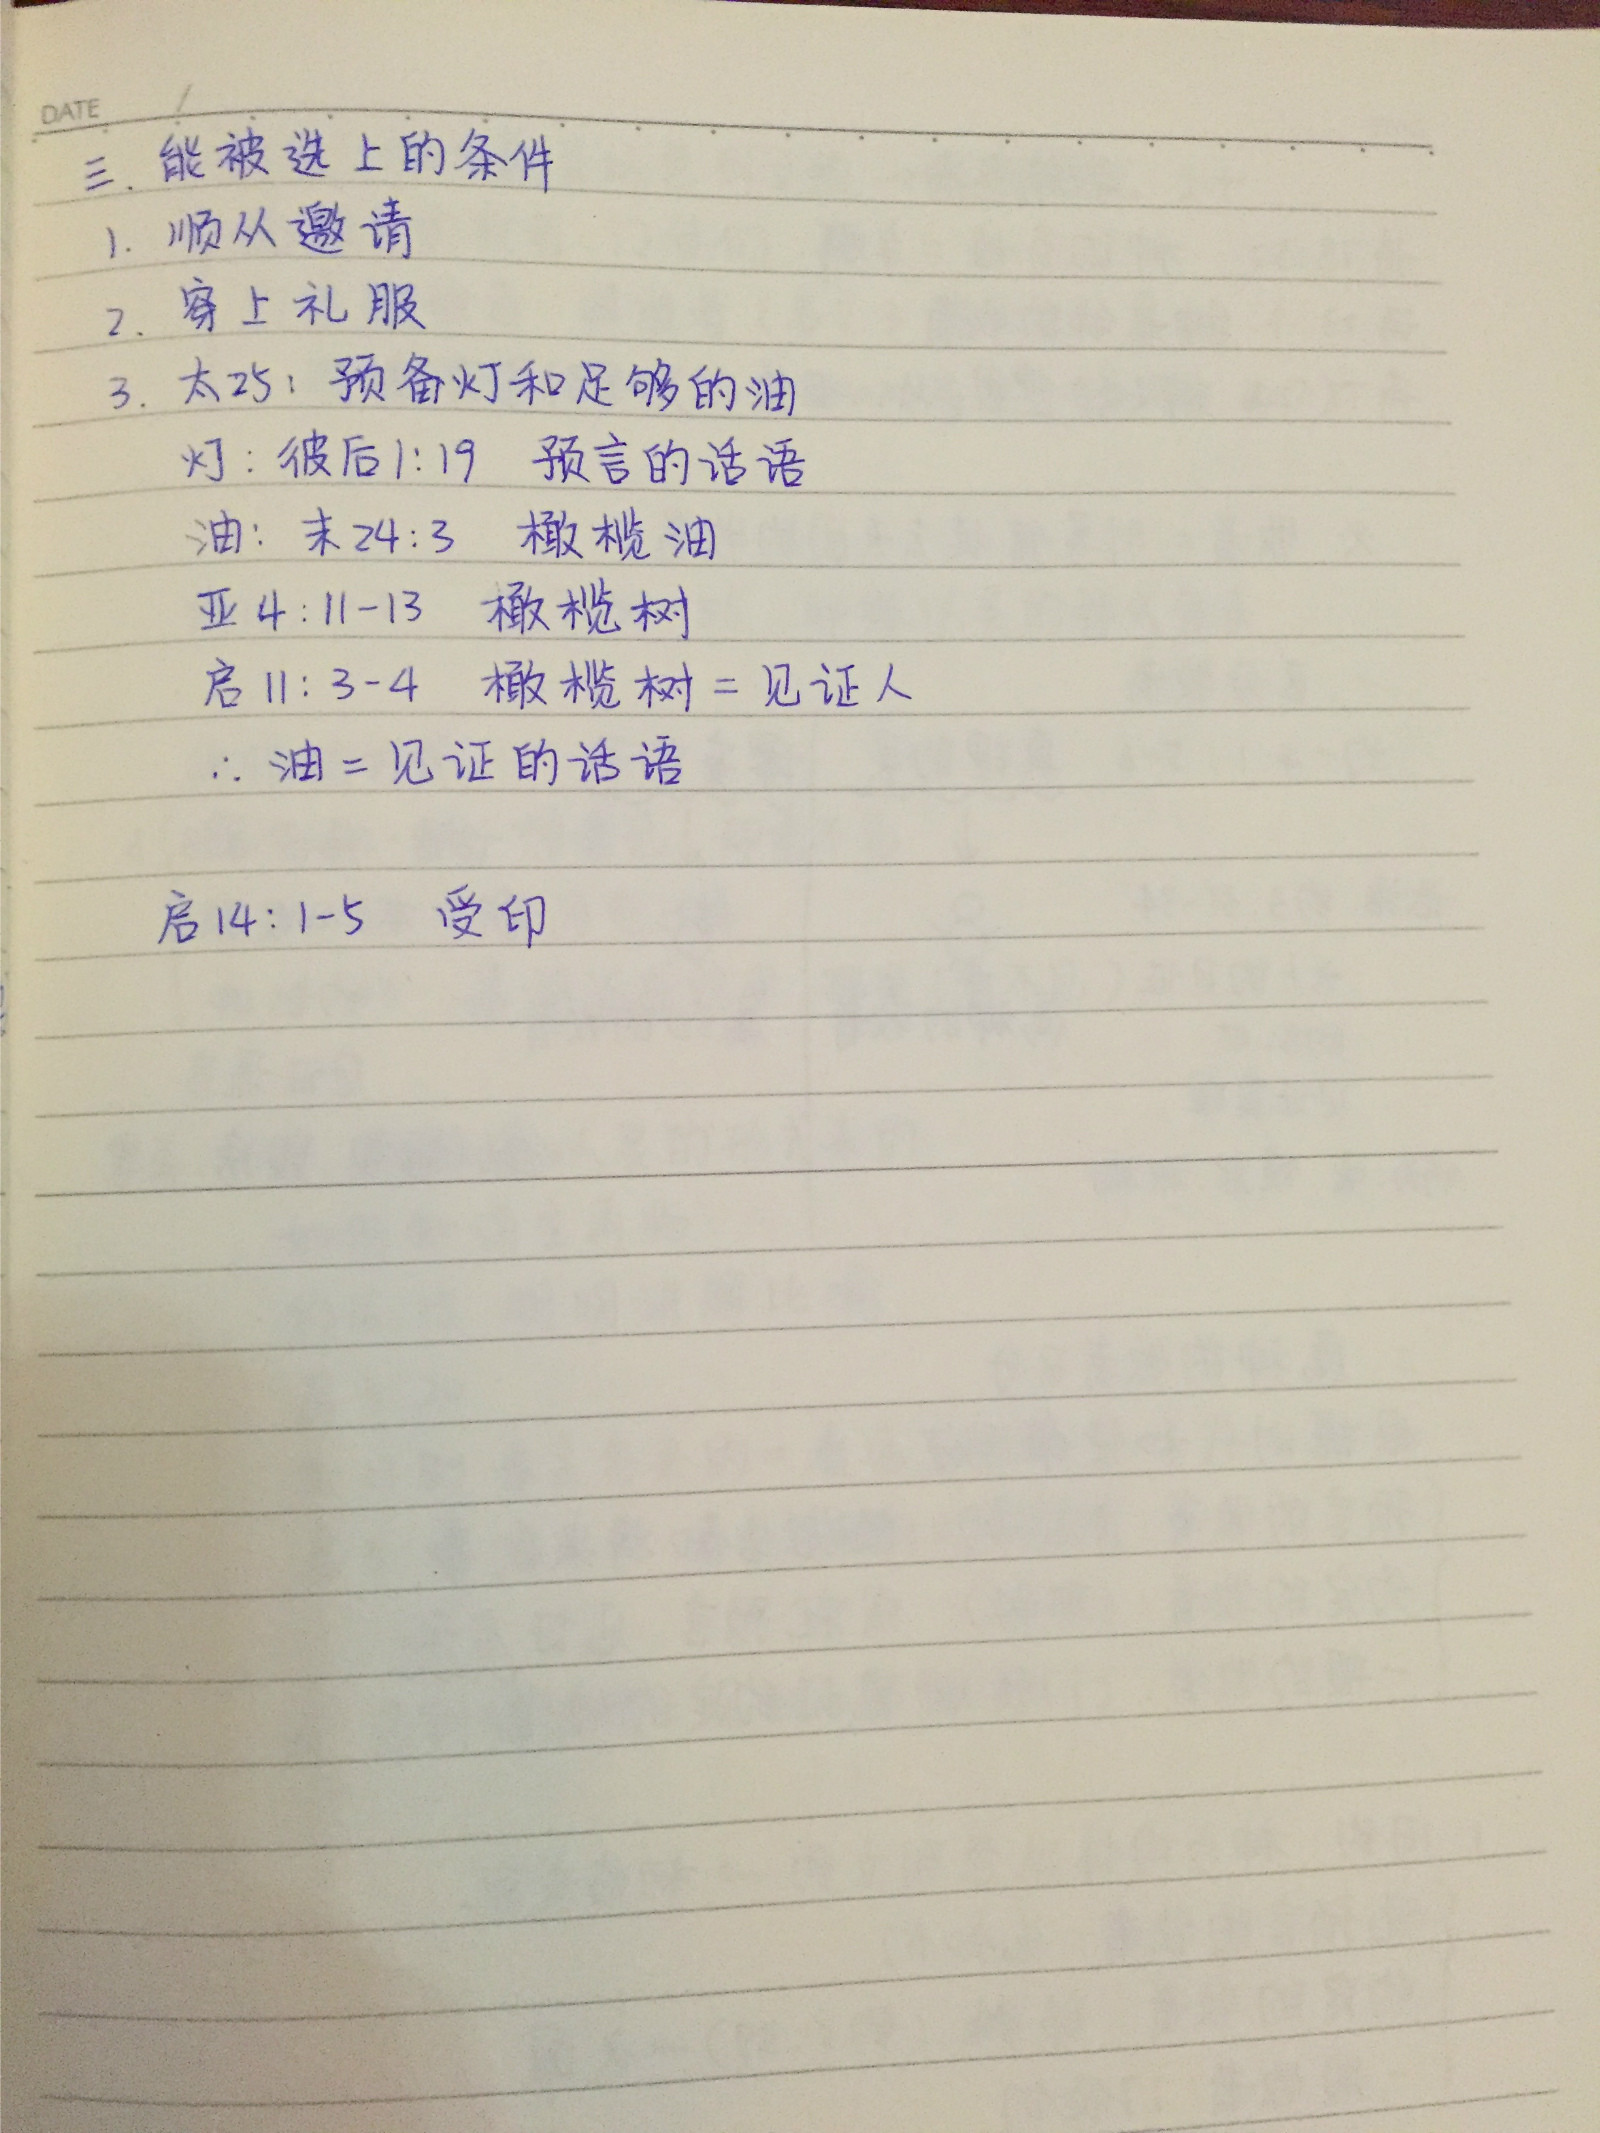 DATE /
三. 能被选上的条件
1. 顺从邀请
2. 穿上礼服
3. 太25: 预备灯和足够的油
灯: 彼后1:19 预言的话语
油: 未24:3 橄榄油
亚4:11-13 橄榄树
启11:3-4 橄榄树=见证人
∴ 油=见证的话语
启14:1-5 受印